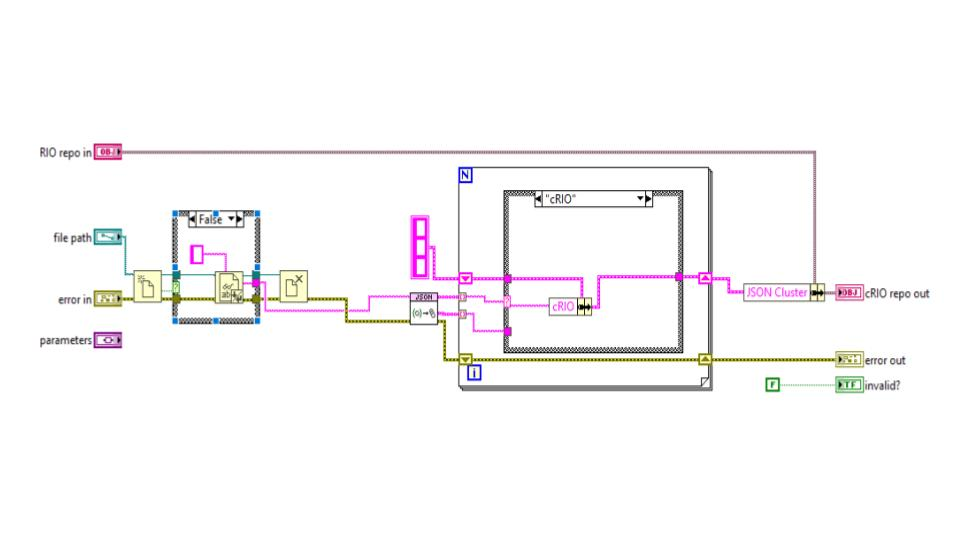 RIO repo in
OBJ
N
False
"cRIO"
file path
JSON
cRIO
JSON Cluster
OBJ
cRIO repo out
error in
parameters
i
error out
F
TF
invalid?